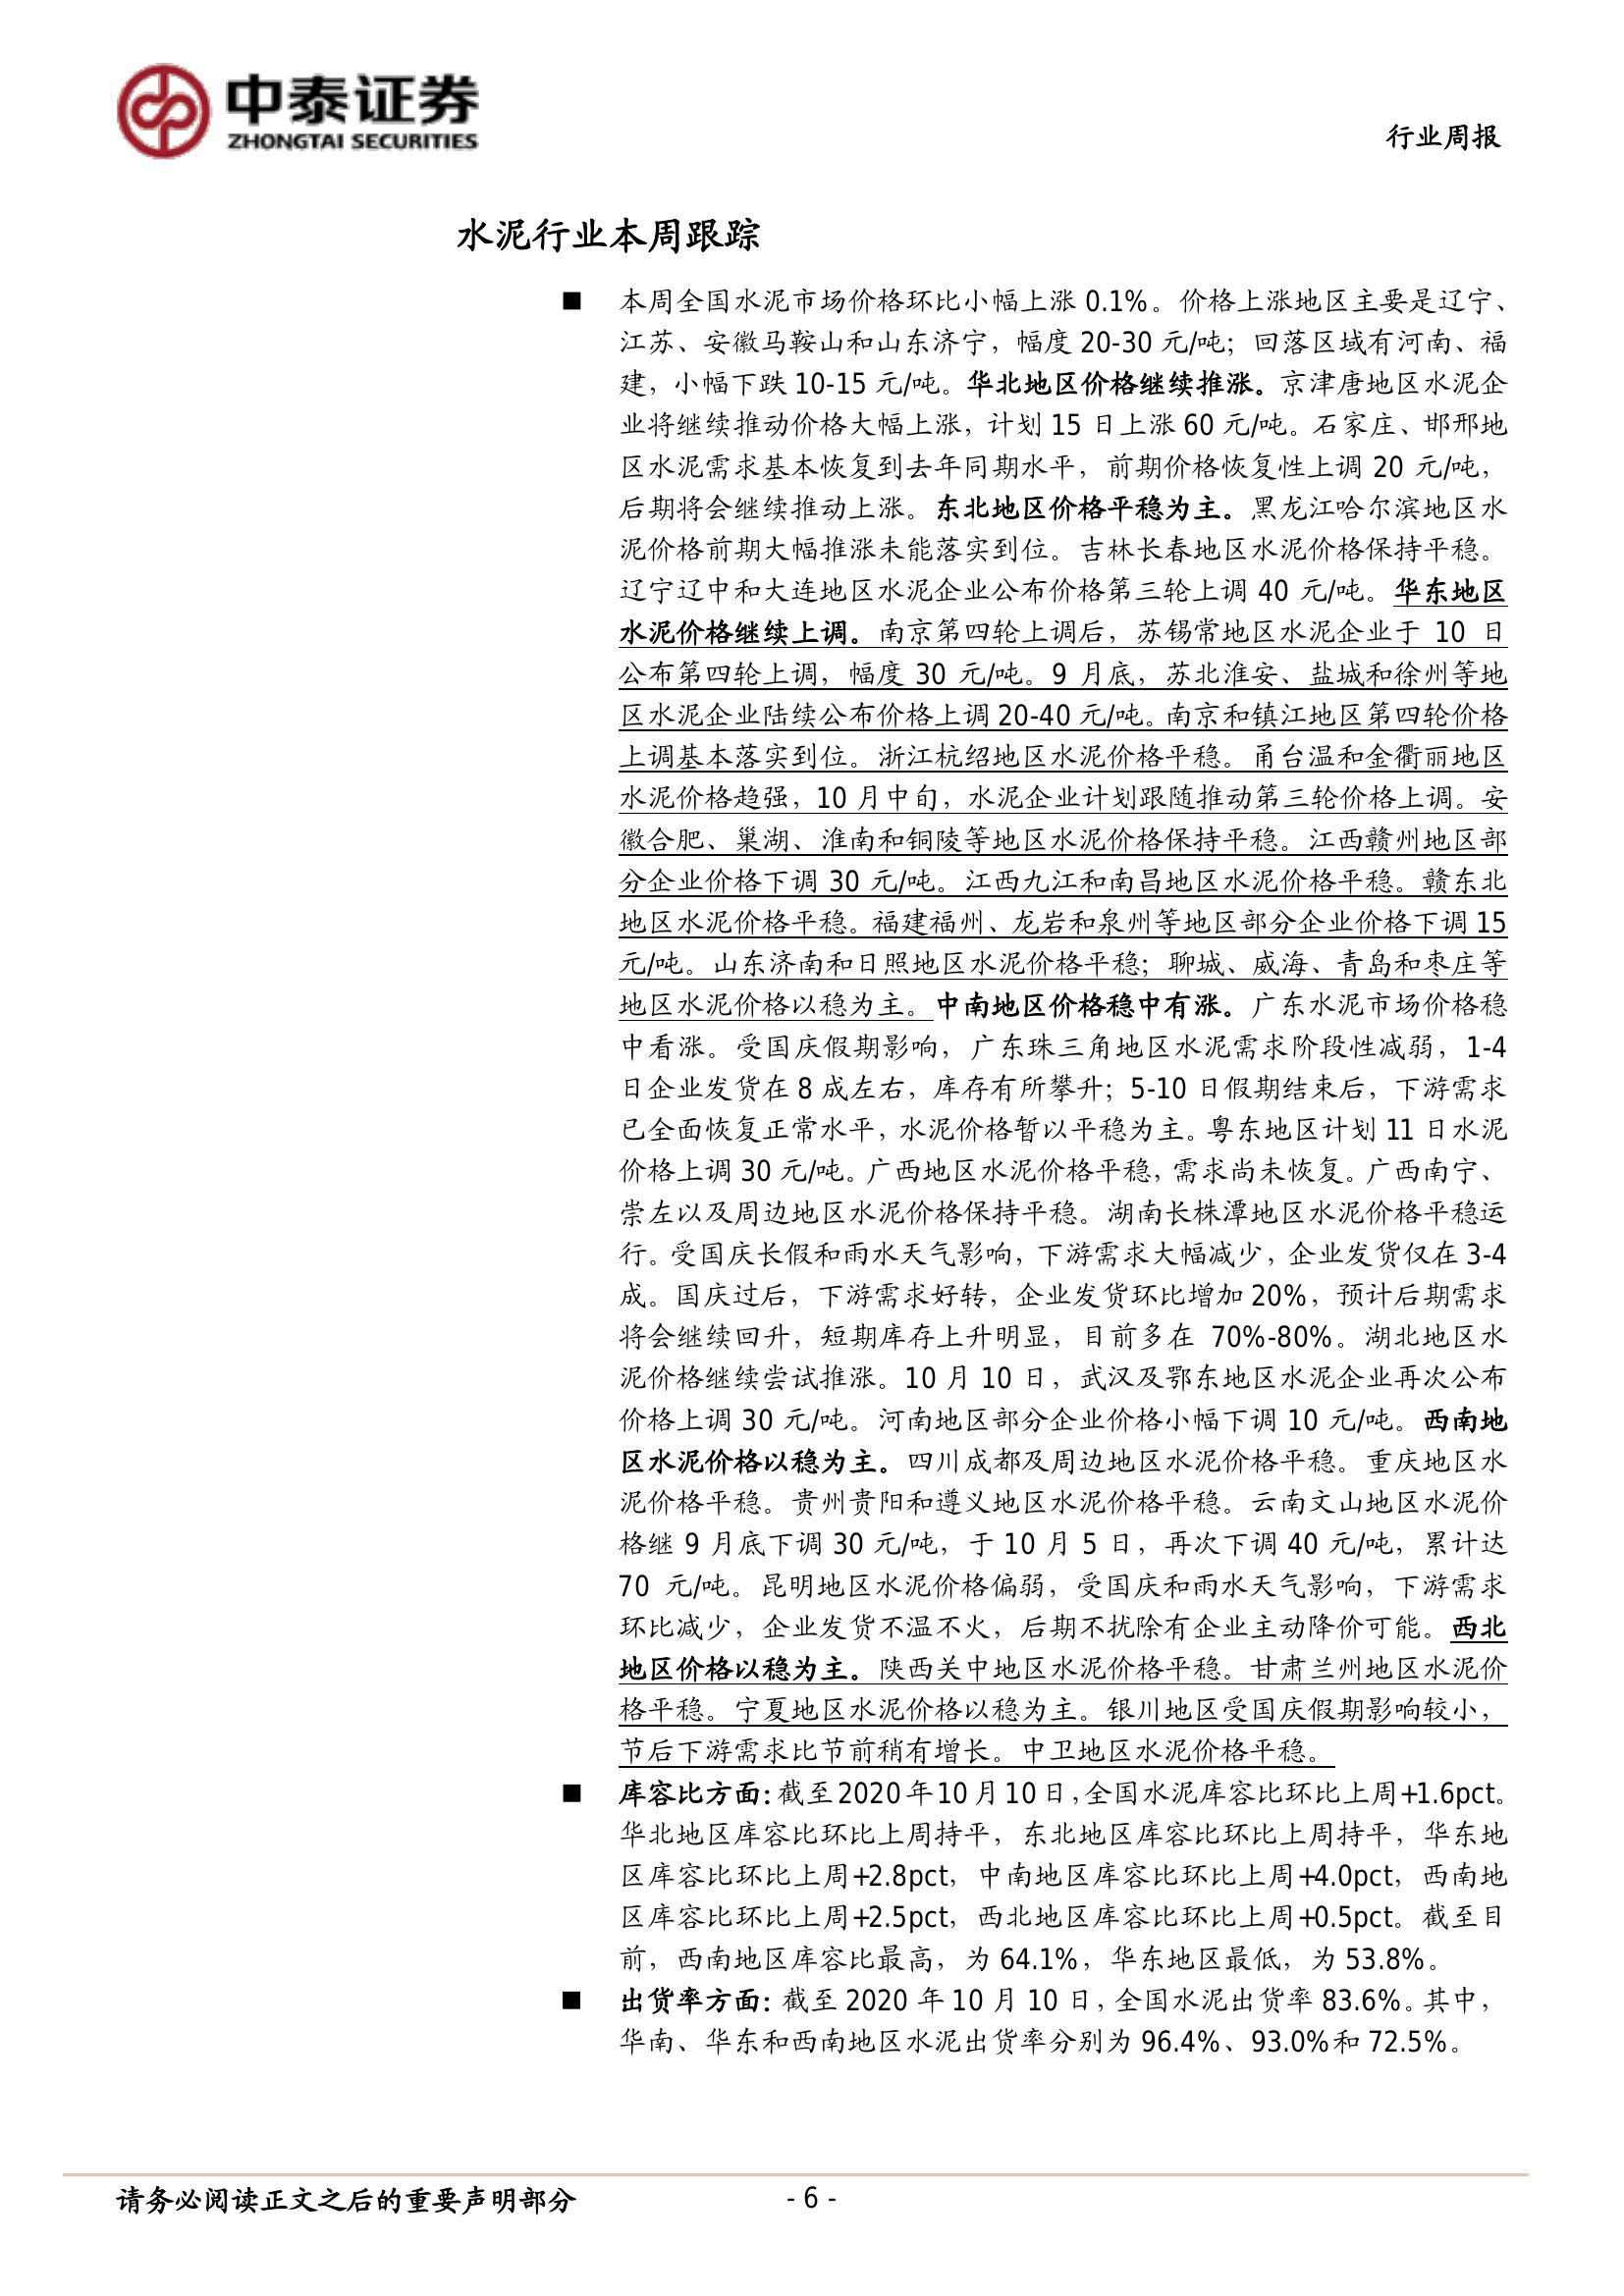 中泰证券
ZHONGTAI SECURITIES
行业周报
水泥行业本周跟踪
■ 本周全国水泥市场价格环比小幅上涨 0.1%。价格上涨地区主要是辽宁、
江苏、安徽马鞍山和山东济宁，幅度 20-30 元/吨；回落区域有河南、福
建，小幅下跌 10-15 元/吨。华北地区价格继续推涨。京津唐地区水泥企
业将继续推动价格大幅上涨，计划 15 日上涨 60 元/吨。石家庄、邯邢地
区水泥需求基本恢复到去年同期水平，前期价格恢复性上调 20 元/吨，
后期将会继续推动上涨。东北地区价格平稳为主。黑龙江哈尔滨地区水
泥价格前期大幅推涨未能落实到位。吉林长春地区水泥价格保持平稳。
辽宁辽中和大连地区水泥企业公布价格第三轮上调 40 元/吨。华东地区
水泥价格继续上调。南京第四轮上调后，苏锡常地区水泥企业于 10 日
公布第四轮上调，幅度 30 元/吨。9 月底，苏北淮安、盐城和徐州等地
区水泥企业陆续公布价格上调 20-40 元/吨。南京和镇江地区第四轮价格
上调基本落实到位。浙江杭绍地区水泥价格平稳。甬台温和金衢丽地区
水泥价格趋强，10 月中旬，水泥企业计划跟随推动第三轮价格上调。安
徽合肥、巢湖、淮南和铜陵等地区水泥价格保持平稳。江西赣州地区部
分企业价格下调 30 元/吨。江西九江和南昌地区水泥价格平稳。赣东北
地区水泥价格平稳。福建福州、龙岩和泉州等地区部分企业价格下调 15
元/吨。山东济南和日照地区水泥价格平稳；聊城、威海、青岛和枣庄等
地区水泥价格以稳为主。中南地区价格稳中有涨。广东水泥市场价格稳
中看涨。受国庆假期影响，广东珠三角地区水泥需求阶段性减弱，1-4
日企业发货在 8 成左右，库存有所攀升；5-10 日假期结束后，下游需求
已全面恢复正常水平，水泥价格暂以平稳为主。粤东地区计划 11 日水泥
价格上调 30 元/吨。广西地区水泥价格平稳，需求尚未恢复。广西南宁、
崇左以及周边地区水泥价格保持平稳。湖南长株潭地区水泥价格平稳运
行。受国庆长假和雨水天气影响，下游需求大幅减少，企业发货仅在 3-4
成。国庆过后，下游需求好转，企业发货环比增加 20%，预计后期需求
将会继续回升，短期库存上升明显，目前多在 70%-80%。湖北地区水
泥价格继续尝试推涨。10 月 10 日，武汉及鄂东地区水泥企业再次公布
价格上调 30 元/吨。河南地区部分企业价格小幅下调 10 元/吨。西南地
区水泥价格以稳为主。四川成都及周边地区水泥价格平稳。重庆地区水
泥价格平稳。贵州贵阳和遵义地区水泥价格平稳。云南文山地区水泥价
格继 9 月底下调 30 元/吨，于 10 月 5 日，再次下调 40 元/吨，累计达
70 元/吨。昆明地区水泥价格偏弱，受国庆和雨水天气影响，下游需求
环比减少，企业发货不温不火，后期不扰除有企业主动降价可能。西北
地区价格以稳为主。陕西关中地区水泥价格平稳。甘肃兰州地区水泥价
格平稳。宁夏地区水泥价格以稳为主。银川地区受国庆假期影响较小，
节后下游需求比节前稍有增长。中卫地区水泥价格平稳。
■ 库容比方面：截至 2020 年 10 月 10 日，全国水泥库容比环比上周+1.6pct。
华北地区库容比环比上周持平，东北地区库容比环比上周持平，华东地
区库容比环比上周+2.8pct，中南地区库容比环比上周+4.0pct，西南地
区库容比环比上周+2.5pct，西北地区库容比环比上周+0.5pct。截至目
前，西南地区库容比最高，为 64.1%，华东地区最低，为 53.8%。
■ 出货率方面：截至 2020 年 10 月 10 日，全国水泥出货率 83.6%。其中，
华南、华东和西南地区水泥出货率分别为 96.4%、93.0%和 72.5%。
请务必阅读正文之后的重要声明部分
- 6 -